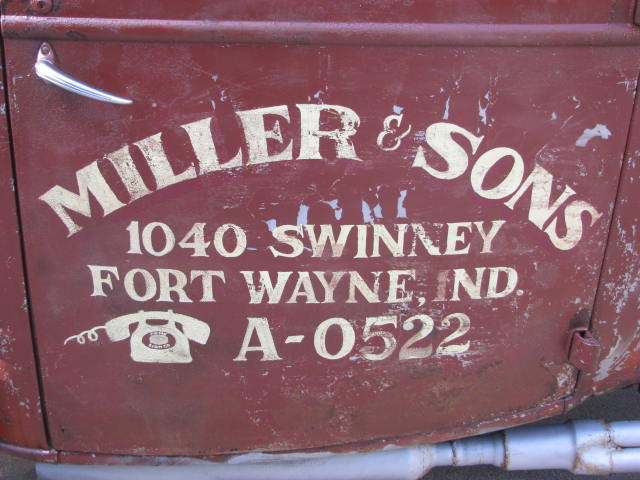 MILLER & SONS
1040 SWINNEY
FORT WAYNE, IND.
A-0522